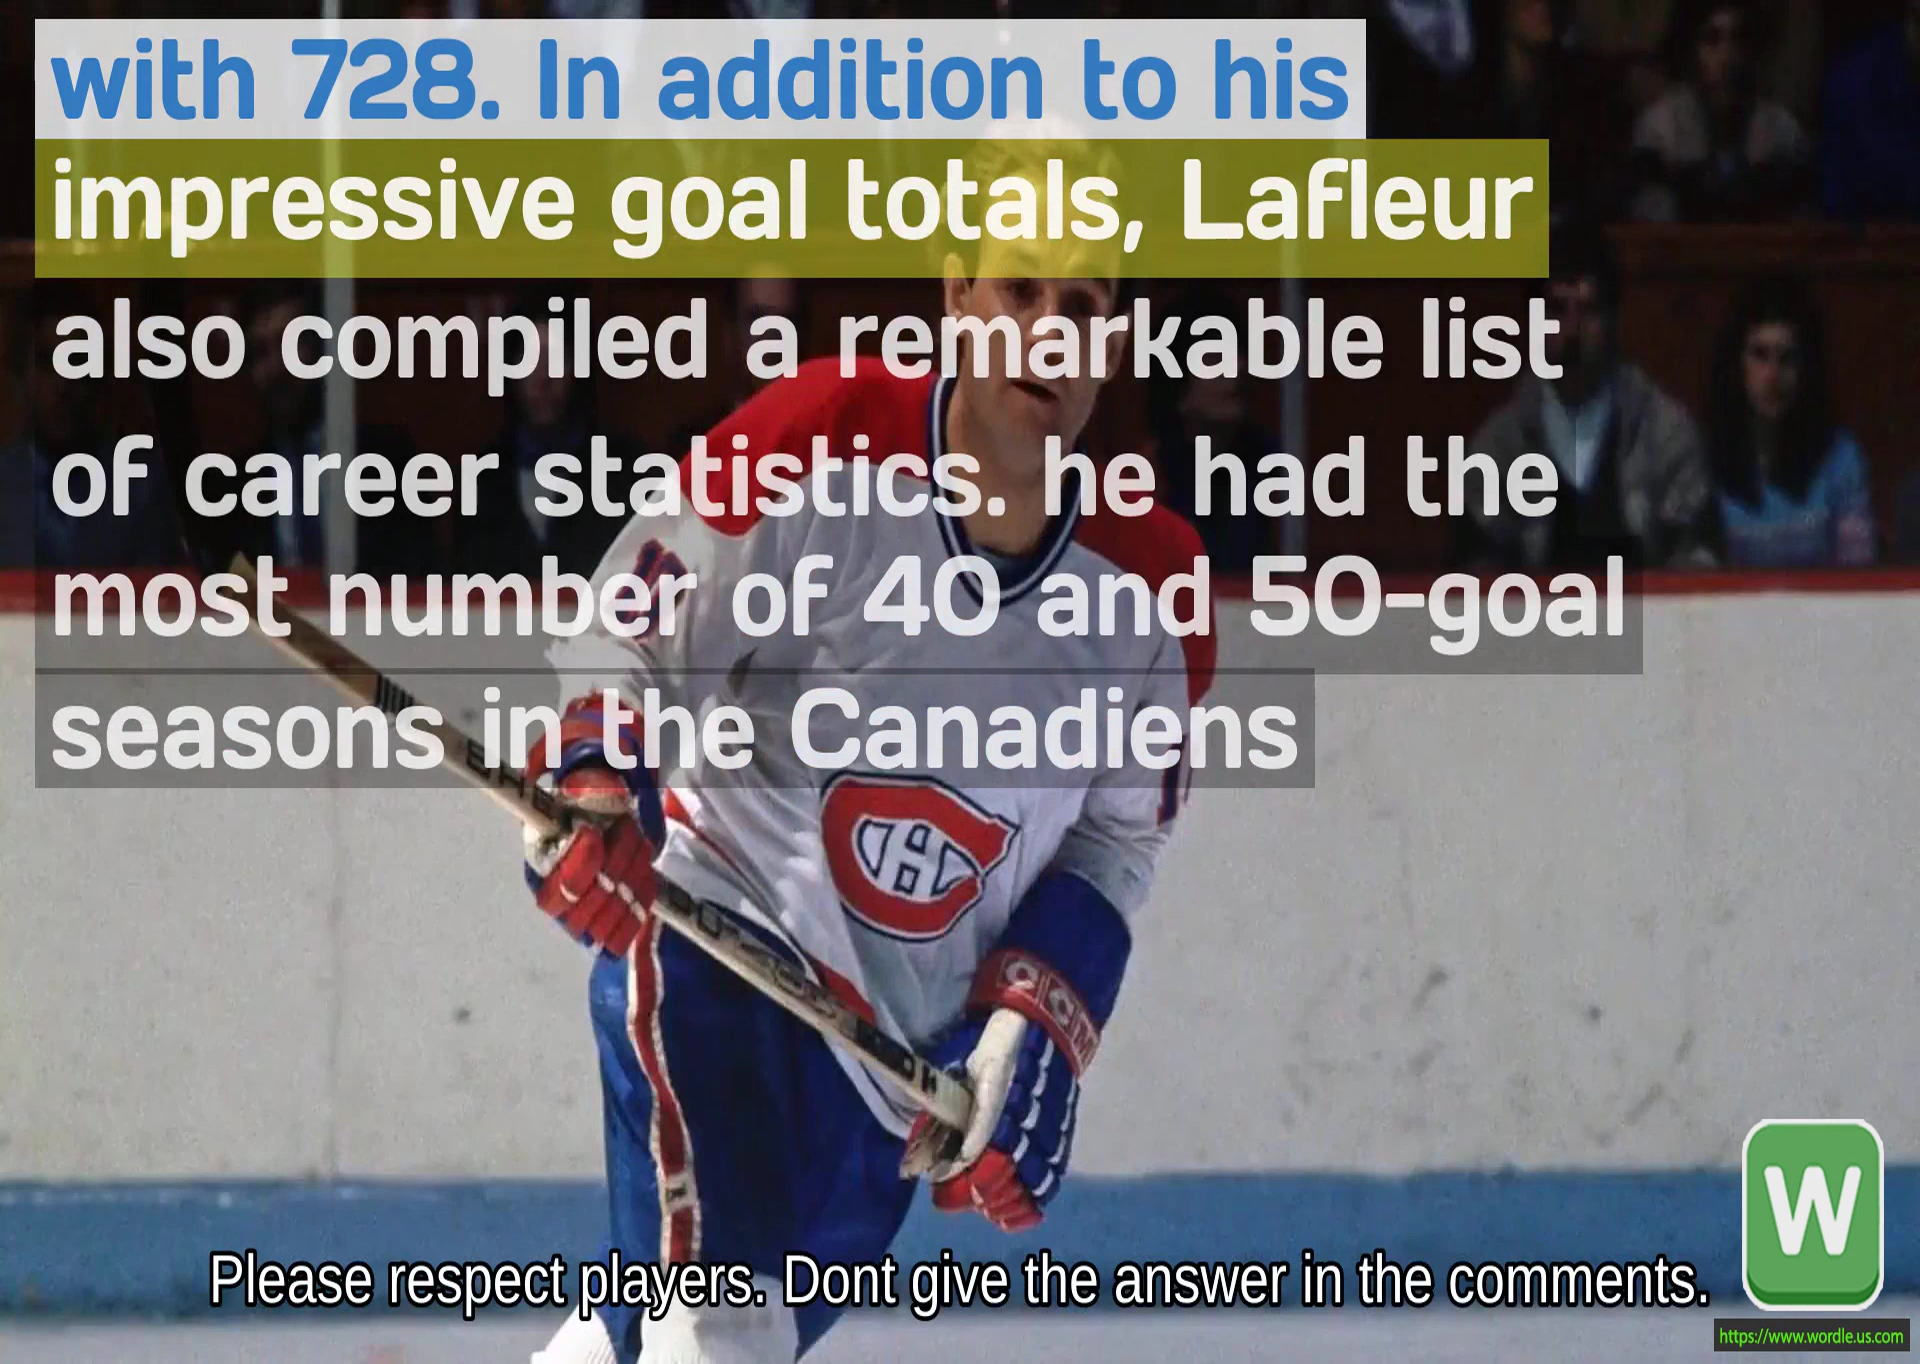 with 728. In addition to his
impressive goal totals, Lafleur
also compiled a remarkable list
of career statistics. he had the
most number of 40 and 50-goal
seasons in the Canadiens
Please respect players. Dont give the answer in the comments.
W
https://www.wordle.us.com